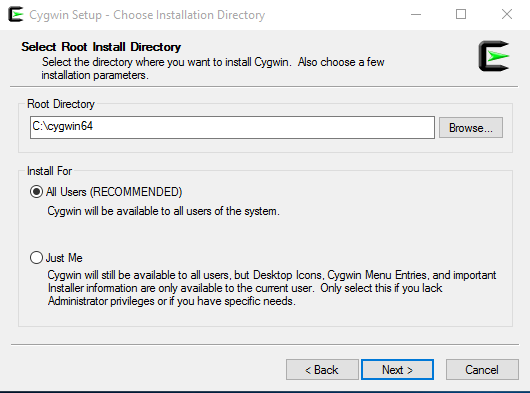 Cygwin Setup - Choose Installation Directory
Select Root Install Directory
Select the directory where you want to install Cygwin. Also choose a few
installation parameters.
Root Directory
C:\cygwin64
Browse...
Install For
All Users (RECOMMENDED)
Cygwin will be available to all users of the system.
Just Me
Cygwin will still be available to all users, but Desktop Icons, Cygwin Menu Entries, and important
Installer information are only available to the current user. Only select this if you lack
Administrator privileges or if you have specific needs.
< Back
Next >
Cancel